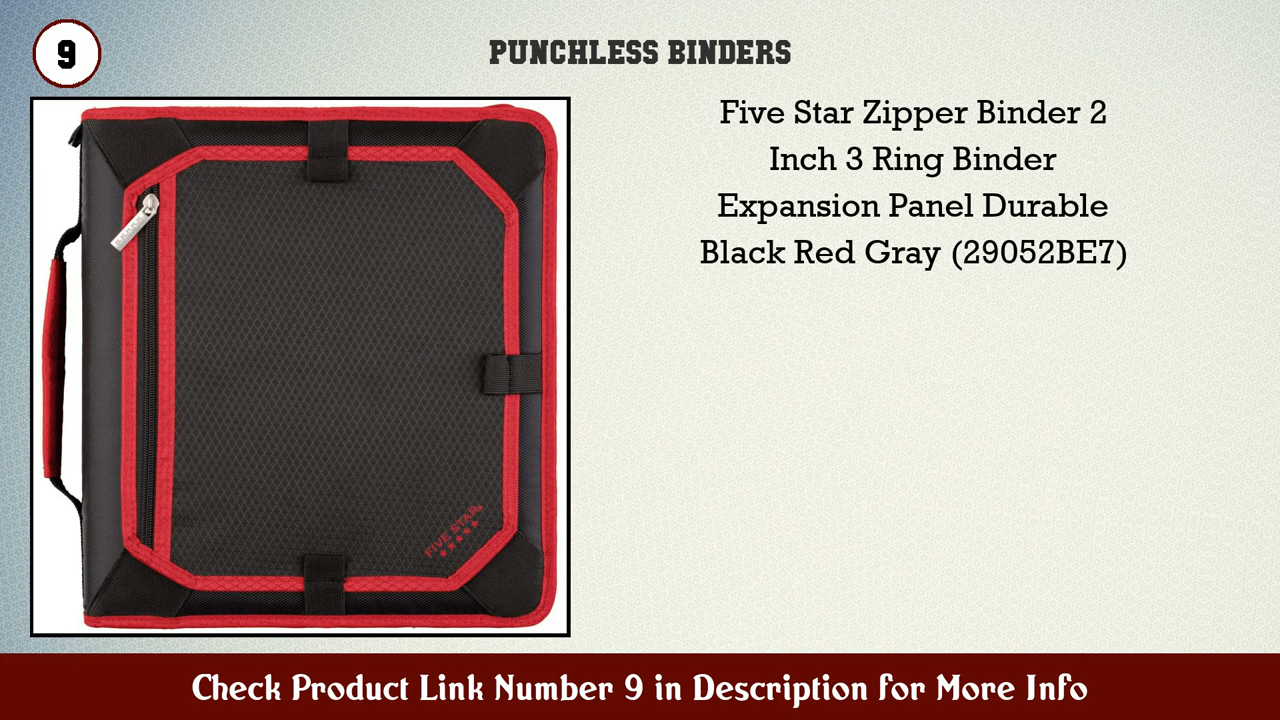 9
PUNCHLESS BINDERS
Five Star Zipper Binder 2
Inch 3 Ring Binder
Expansion Panel Durable
Black Red Gray (29052BE7)
FIVE STAR
Check Product Link Number 9 in Description for More Info